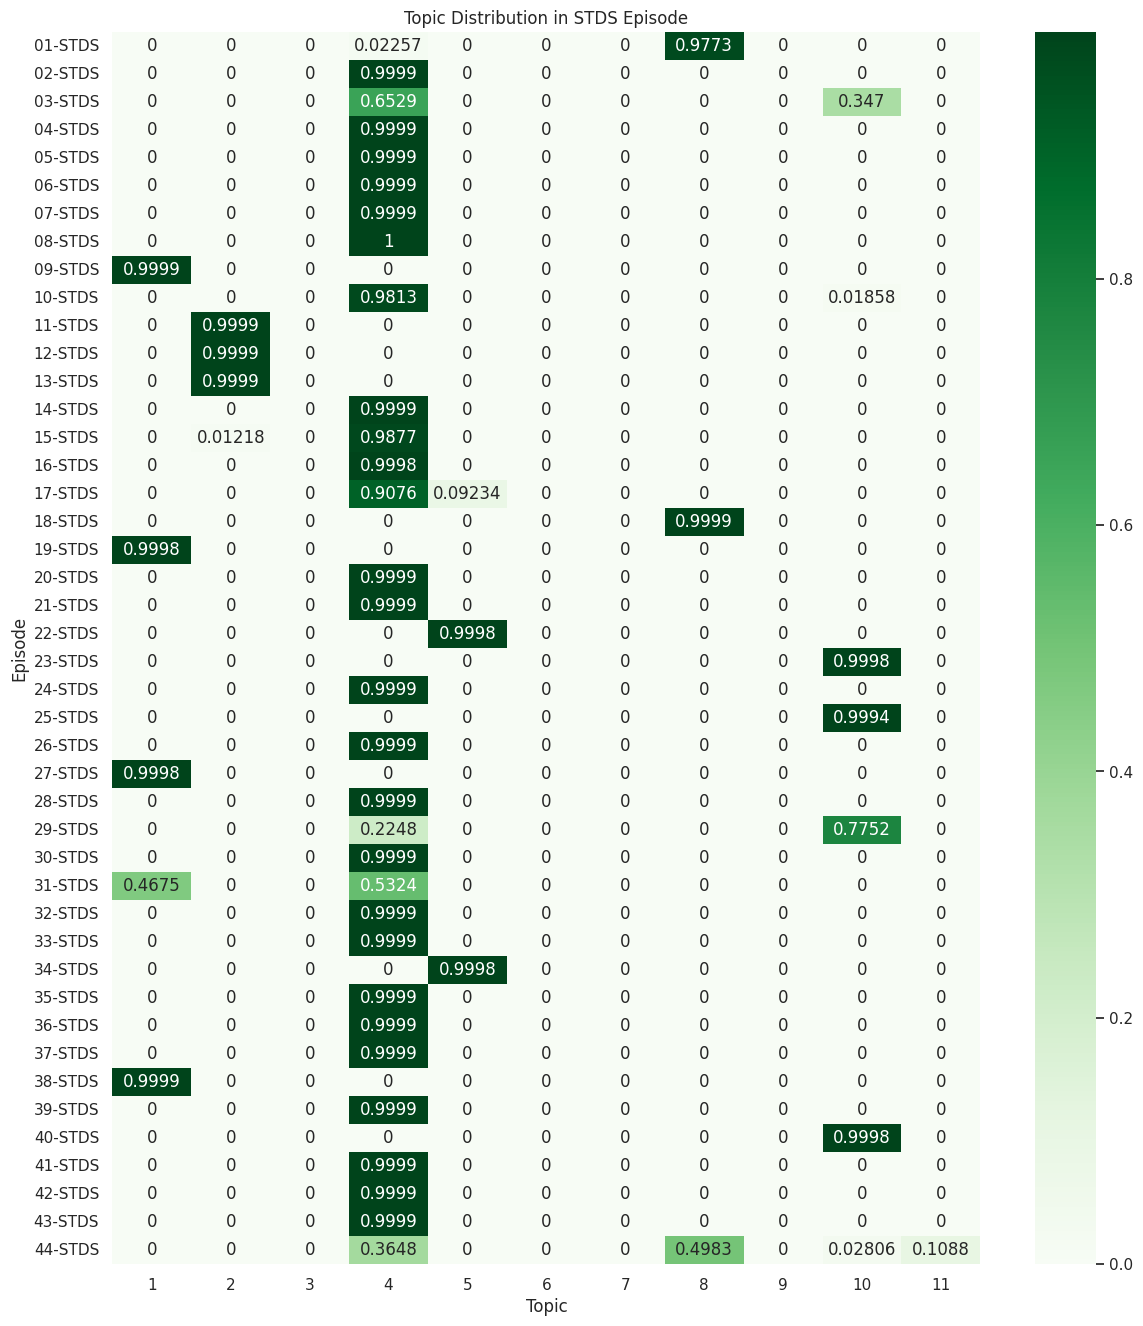 Topic Distribution in STDS Episode
01-STDS 0 0 0 0.02257 0 0 0 0.9773 0 0 0
02-STDS 0 0 0 0.9999 0 0 0 0 0 0 0
03-STDS 0 0 0 0.6529 0 0 0 0 0 0.347 0
04-STDS 0 0 0 0.9999 0 0 0 0 0 0 0
05-STDS 0 0 0 0.9999 0 0 0 0 0 0 0
06-STDS 0 0 0 0.9999 0 0 0 0 0 0 0
07-STDS 0 0 0 0.9999 0 0 0 0 0 0 0
08-STDS 0 0 0 1 0 0 0 0 0 0 0
09-STDS 0.9999 0 0 0 0 0 0 0 0 0 0
10-STDS 0 0 0 0.9813 0 0 0 0 0 0.01858 0
11-STDS 0 0.9999 0 0 0 0 0 0 0 0 0
12-STDS 0 0.9999 0 0 0 0 0 0 0 0 0
13-STDS 0 0.9999 0 0 0 0 0 0 0 0 0
14-STDS 0 0 0 0.9999 0 0 0 0 0 0 0
15-STDS 0 0.01218 0 0.9877 0 0 0 0 0 0 0
16-STDS 0 0 0 0.9998 0 0 0 0 0 0 0
17-STDS 0 0 0 0.9076 0.09234 0 0 0 0 0 0
18-STDS 0 0 0 0 0 0 0 0.9999 0 0 0
19-STDS 0.9998 0 0 0 0 0 0 0 0 0 0
20-STDS 0 0 0 0.9999 0 0 0 0 0 0 0
21-STDS 0 0 0 0.9999 0 0 0 0 0 0 0
22-STDS 0 0 0 0 0.9998 0 0 0 0 0 0
23-STDS 0 0 0 0 0 0 0 0 0 0.9998 0
24-STDS 0 0 0 0.9999 0 0 0 0 0 0 0
25-STDS 0 0 0 0 0 0 0 0 0 0.9994 0
26-STDS 0 0 0 0.9999 0 0 0 0 0 0 0
27-STDS 0.9998 0 0 0 0 0 0 0 0 0 0
28-STDS 0 0 0 0.9999 0 0 0 0 0 0 0
29-STDS 0 0 0 0.2248 0 0 0 0 0 0.7752 0
30-STDS 0 0 0 0.9999 0 0 0 0 0 0 0
31-STDS 0.4675 0 0 0.5324 0 0 0 0 0 0 0
32-STDS 0 0 0 0.9999 0 0 0 0 0 0 0
33-STDS 0 0 0 0.9999 0 0 0 0 0 0 0
34-STDS 0 0 0 0 0.9998 0 0 0 0 0 0
35-STDS 0 0 0 0.9999 0 0 0 0 0 0 0
36-STDS 0 0 0 0.9999 0 0 0 0 0 0 0
37-STDS 0 0 0 0.9999 0 0 0 0 0 0 0
38-STDS 0.9999 0 0 0 0 0 0 0 0 0 0
39-STDS 0 0 0 0.9999 0 0 0 0 0 0 0
40-STDS 0 0 0 0 0 0 0 0 0 0.9998 0
41-STDS 0 0 0 0.9999 0 0 0 0 0 0 0
42-STDS 0 0 0 0.9999 0 0 0 0 0 0 0
43-STDS 0 0 0 0.9999 0 0 0 0 0 0 0
44-STDS 0 0 0 0.3648 0 0 0 0.4983 0 0.02806 0.1088
1 2 3 4 5 6 7 8 9 10 11
Topic
Episode
0.8
0.6
0.4
0.2
0.0